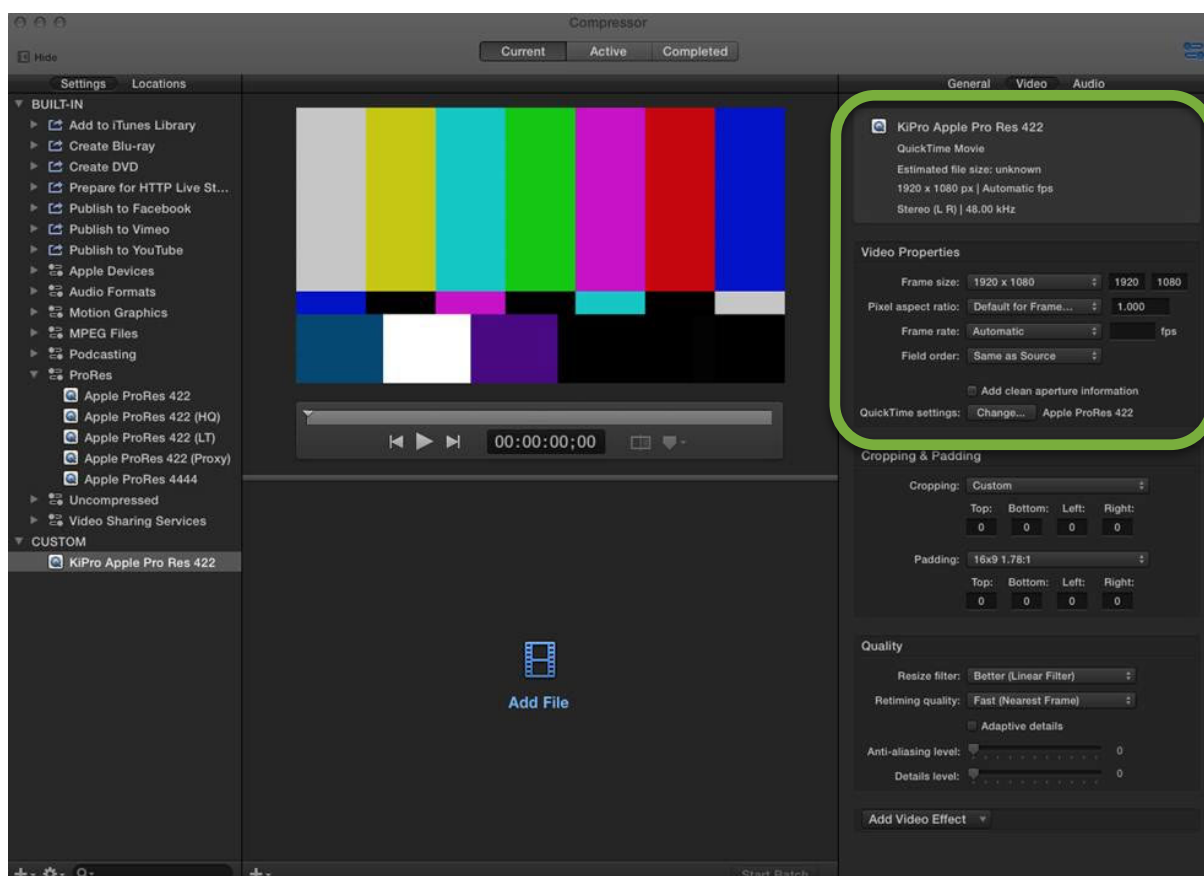 Compressor
Hide
Current Active Completed
Settings Locations
BUILT-IN
Add to iTunes Library
Create Blu-ray
Create DVD
Prepare for HTTP Live St...
Publish to Facebook
Publish to Vimeo
Publish to YouTube
Apple Devices
Audio Formats
Motion Graphics
MPEG Files
Podcasting
ProRes
Apple ProRes 422
Apple ProRes 422 (HQ)
Apple ProRes 422 (LT)
Apple ProRes 422 (Proxy)
Apple ProRes 4444
Uncompressed
Video Sharing Services
CUSTOM
KiPro Apple Pro Res 422
00:00:00;00
Add File
Start Batch
General Video Audio
KiPro Apple Pro Res 422
QuickTime Movie
Estimated file size: unknown
1920 x 1080 px | Automatic fps
Stereo (L R) | 48.00 kHz
Video Properties
Frame size: 1920 x 1080 1920 1080
Pixel aspect ratio: Default for Frame... 1.000
Frame rate: Automatic fps
Field order: Same as Source
Add clean aperture information
QuickTime settings: Change... Apple ProRes 422
Cropping & Padding
Cropping: Custom
Top: Bottom: Left: Right:
0 0 0 0
Padding: 16x9 1.78:1
Top: Bottom: Left: Right:
0 0 0 0
Quality
Resize filter: Better (Linear Filter)
Retiming quality: Fast (Nearest Frame)
Adaptive details
Anti-aliasing level: 0
Details level: 0
Add Video Effect